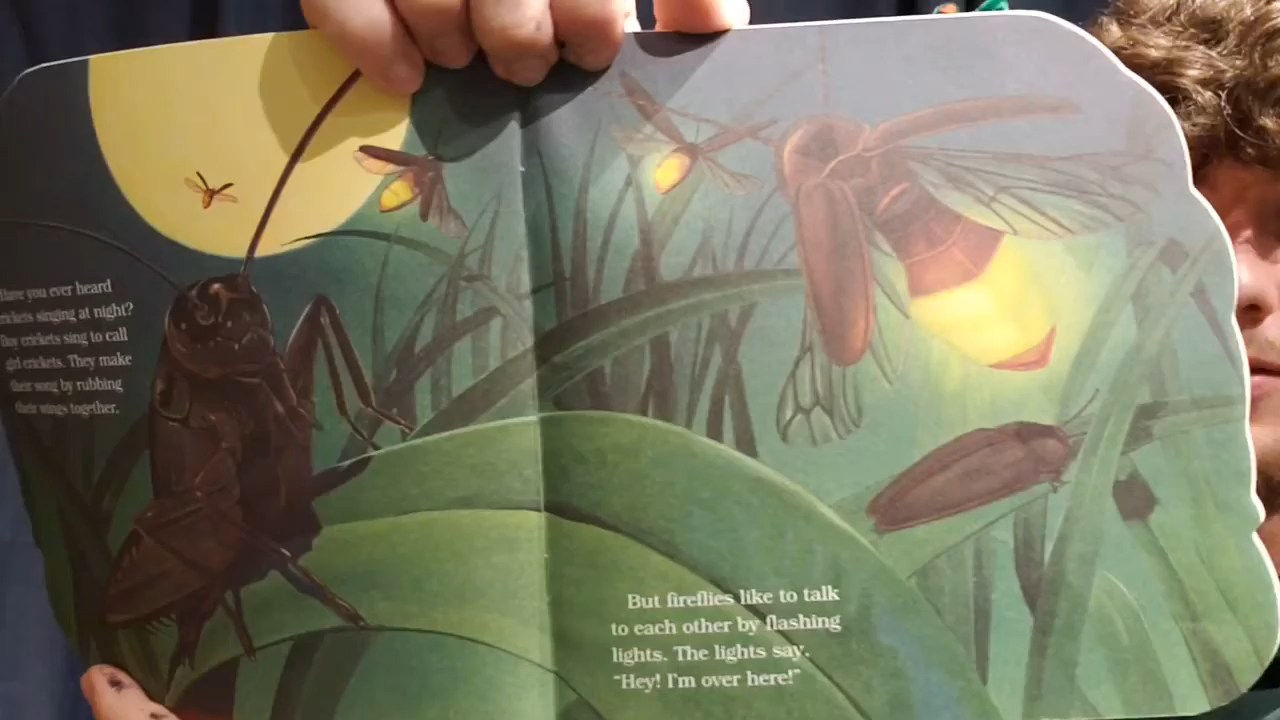 Have you ever heard
crickets singing at night?
Boy crickets sing to call
girl crickets. They make
their song by rubbing
their wings together.
But fireflies like to talk
to each other by flashing
lights. The lights say,
"Hey! I'm over here!"